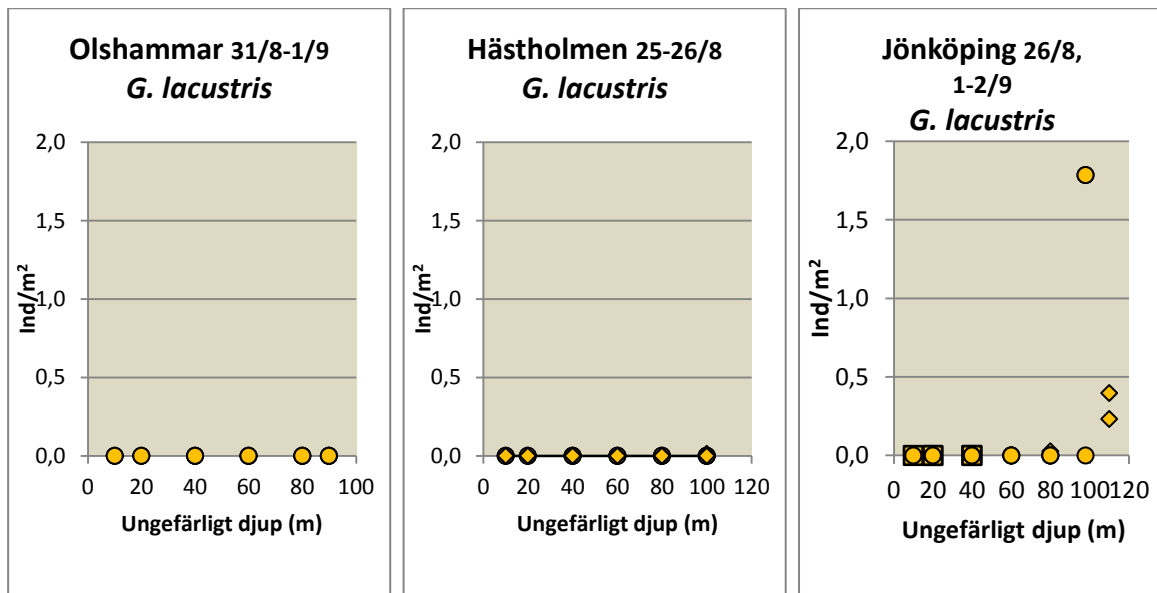 Olshammar 31/8-1/9
G. lacustris
2,0
1,5
1,0
0,5
0,0
Ind/m²
0 20 40 60 80 100
Ungefärligt djup (m)
Hästholmen 25-26/8
G. lacustris
2,0
1,5
1,0
0,5
0,0
Ind/m²
0 20 40 60 80 100
Ungefärligt djup (m)
Jönköping 26/8,
1-2/9
G. lacustris
2,0
1,5
1,0
0,5
0,0
Ind/m²
0 20 40 60 80 100 120
Ungefärligt djup (m)